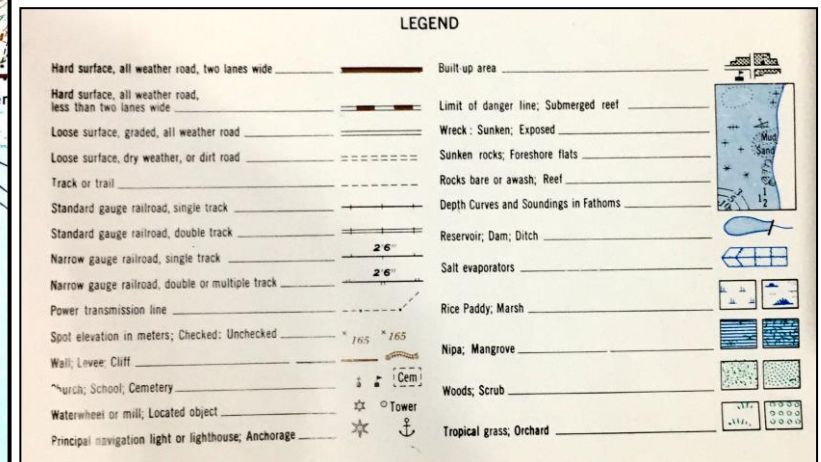 LEGEND
Hard surface, all weather road, two lanes wide
Hard surface, all weather road,
less than two lanes wide
Loose surface, graded, all weather road
Loose surface, dry weather, or dirt road
Track or trail
Standard gauge railroad, single track
Standard gauge railroad, double track
Narrow gauge railroad, single track
2'6"
Narrow gauge railroad, double or multiple track
2'6"
Power transmission line
Spot elevation in meters; Checked: Unchecked
165
165
Wall; Levee; Cliff
Church; School; Cemetery
Cem
Waterwheel or mill; Located object
Tower
Principal navigation light or lighthouse; Anchorage
Built-up area
Limit of danger line; Submerged reef
Wreck: Sunken; Exposed
Mud
Sunken rocks; Foreshore flats
Sand
Rocks bare or awash; Reef
Depth Curves and Soundings in Fathoms
1 1/2
Reservoir; Dam; Ditch
Salt evaporators
Rice Paddy; Marsh
Nipa; Mangrove
Woods; Scrub
Tropical grass; Orchard